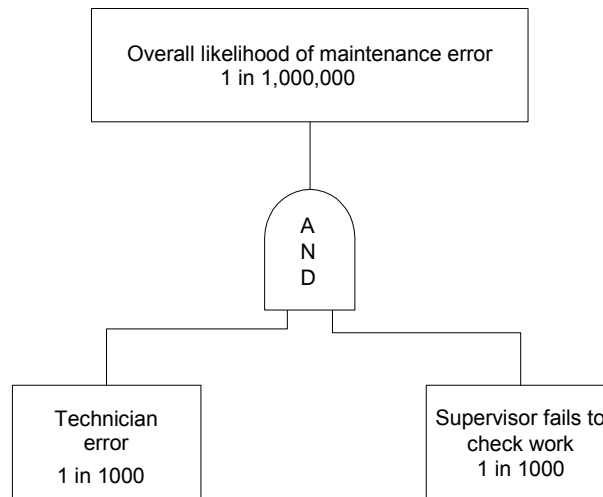 Overall likelihood of maintenance error
1 in 1,000,000
A
N
D
Technician
error
1 in 1000
Supervisor fails to
check work
1 in 1000